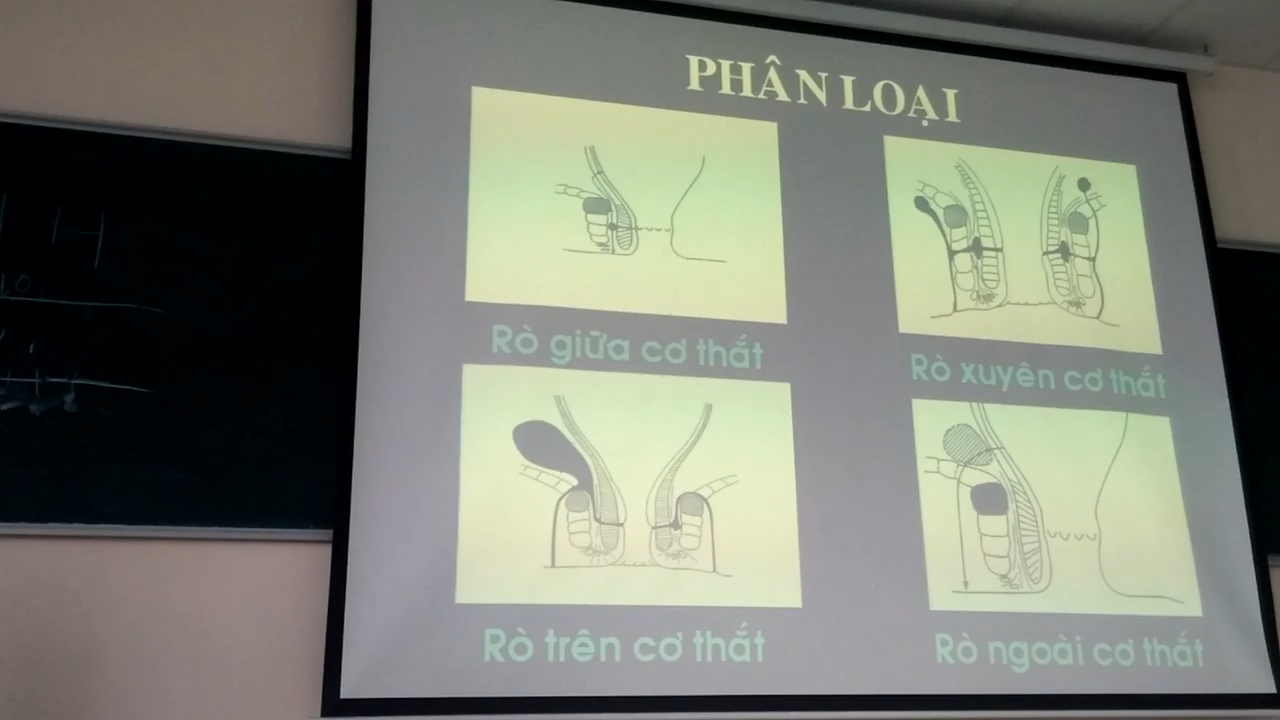 PHÂN LOẠI
Rò giữa cơ thắt
Rò xuyên cơ thắt
Rò trên cơ thắt
Rò ngoài cơ thắt